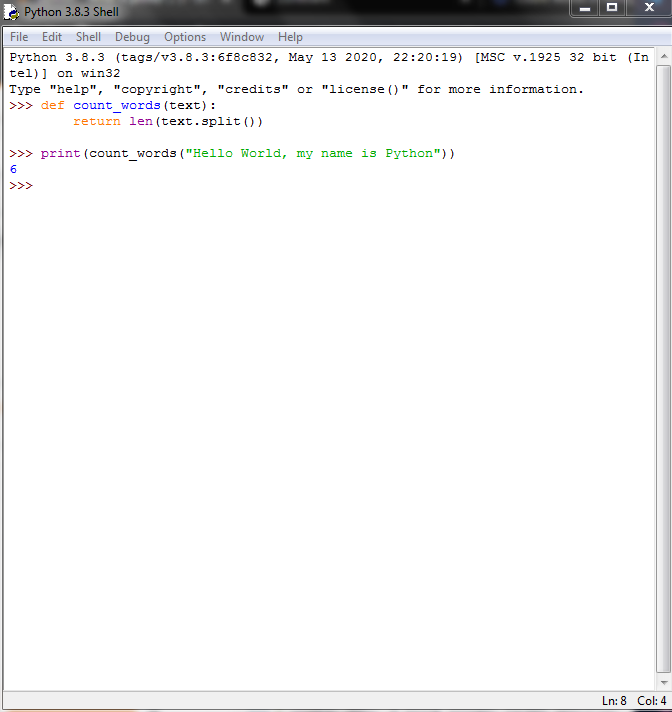 Python 3.8.3 Shell
File Edit Shell Debug Options Window Help
Python 3.8.3 (tags/v3.8.3:6f8c832, May 13 2020, 22:20:19) [MSC v.1925 32 bit (In
tel)] on win32
Type "help", "copyright", "credits" or "license()" for more information.
>>> def count_words(text):
        return len(text.split())
>>> print(count_words("Hello World, my name is Python"))
6
>>>
Ln: 8 Col: 4